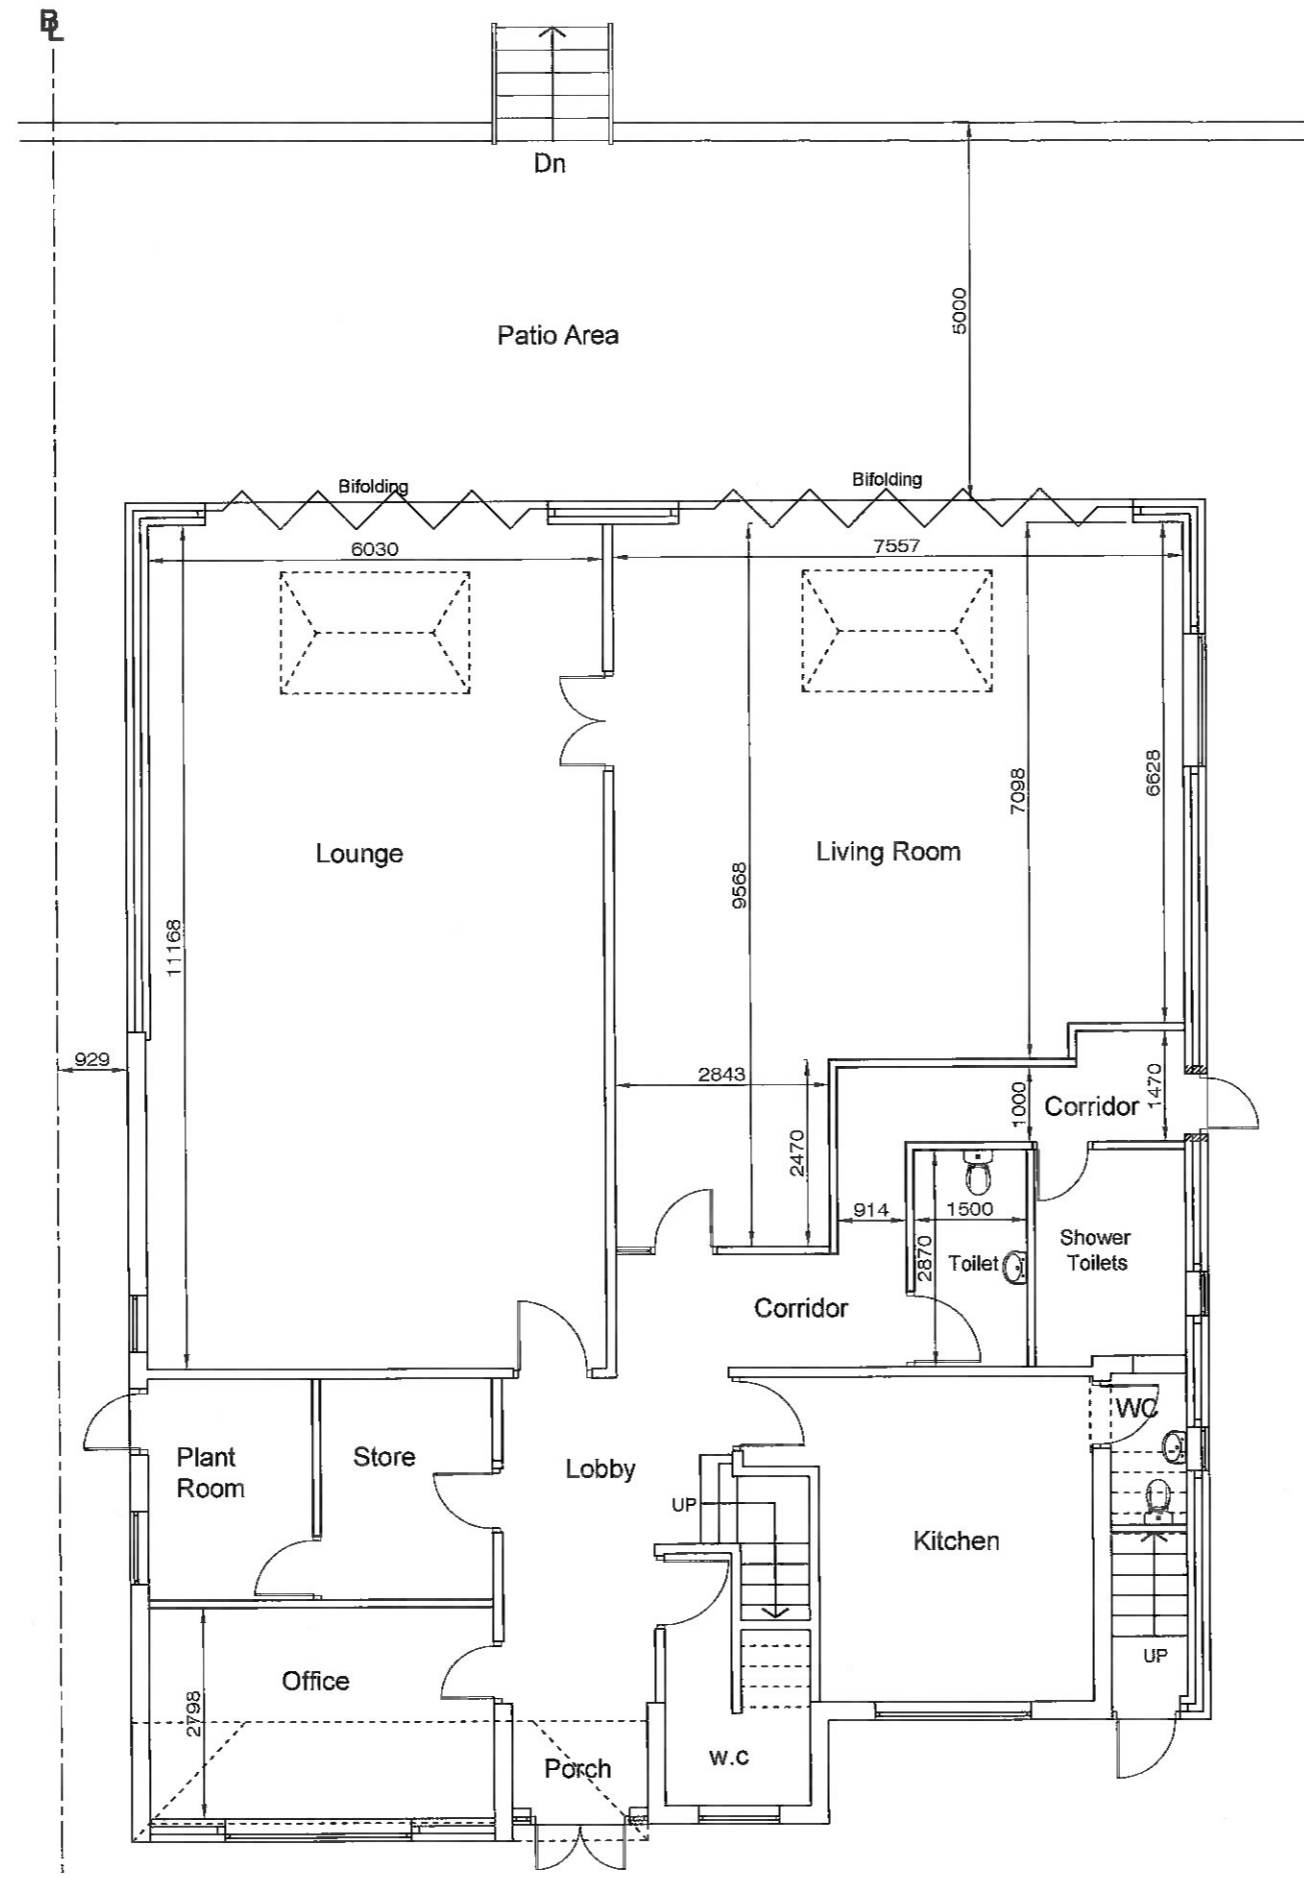 BL
Dn
5000
Patio Area
Bifolding
Bifolding
6030
7557
Lounge
Living Room
7098
6628
9568
11168
929
2843
2470
1000
Corridor
1470
914
1500
2870
Toilet
Shower
Toilets
Corridor
WC
Plant
Room
Store
Lobby
UP
Kitchen
UP
Office
2798
Porch
w.c